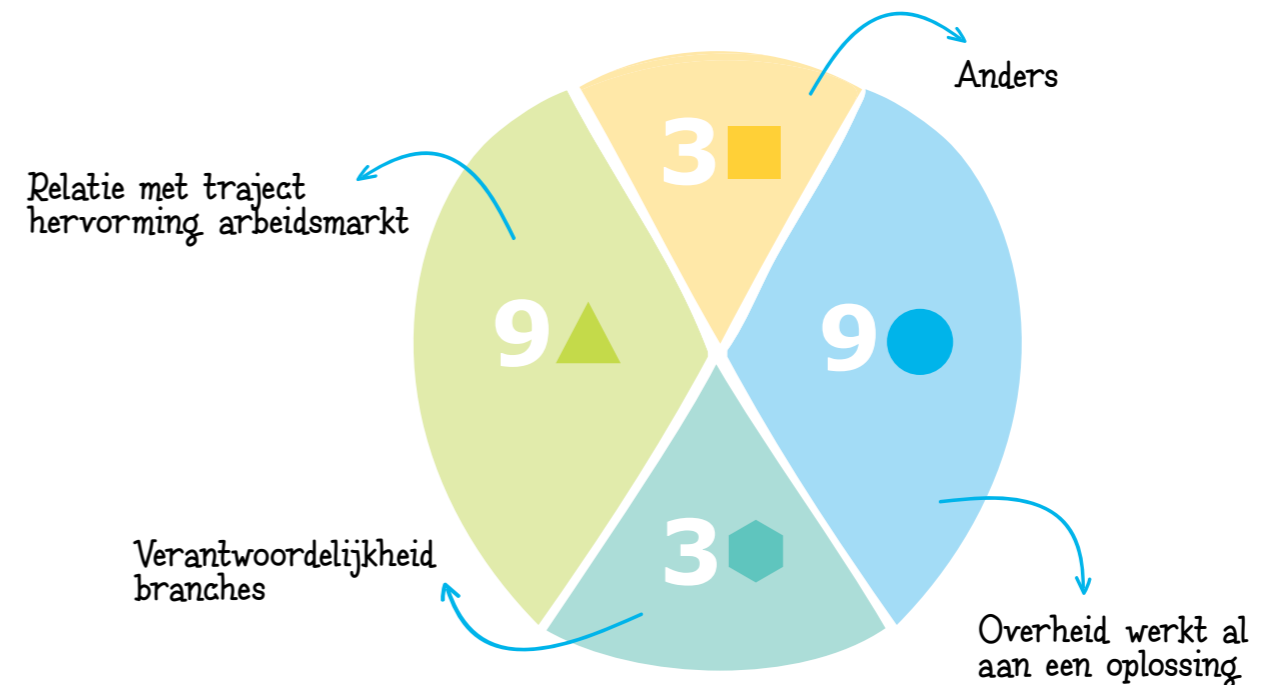 Anders
3
Relatie met traject
hervorming arbeidsmarkt
9
9
3
Verantwoordelijkheid
branches
Overheid werkt al
aan een oplossing